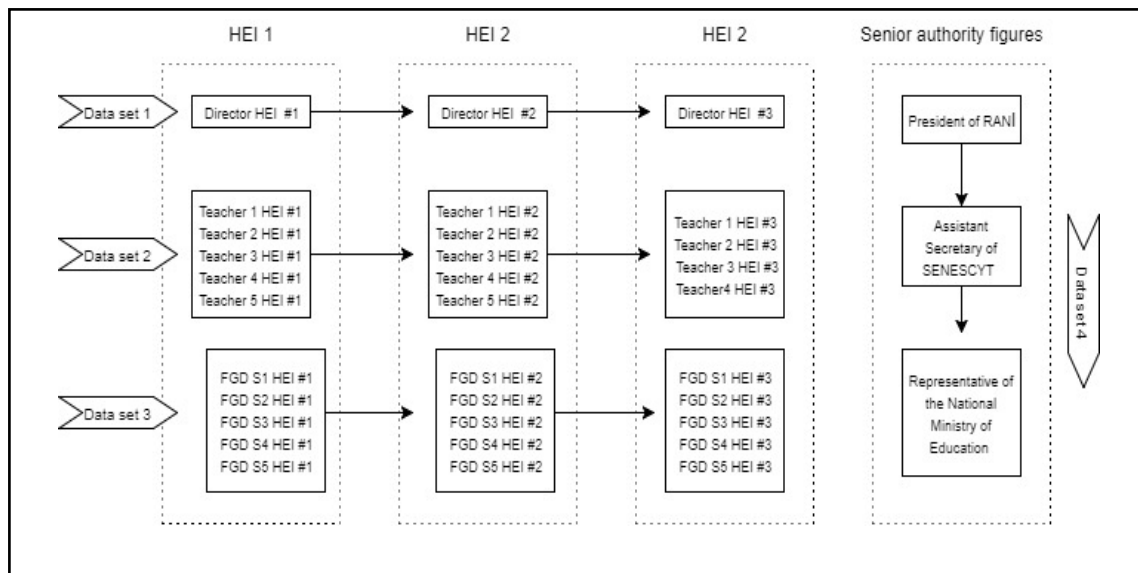 HEI 1
HEI 2
HEI 2
Senior authority figures
Data set 1
Director HEI #1
Director HEI #2
Director HEI #3
President of RANI
Data set 2
Teacher 1 HEI #1
Teacher 2 HEI #1
Teacher 3 HEI #1
Teacher 4 HEI #1
Teacher 5 HEI #1
Teacher 1 HEI #2
Teacher 2 HEI #2
Teacher 3 HEI #2
Teacher 4 HEI #2
Teacher 5 HEI #2
Teacher 1 HEI #3
Teacher 2 HEI #3
Teacher 3 HEI #3
Teacher4 HEI #3
Assistant
Secretary of
SENESCYT
Data set 4
Data set 3
FGD S1 HEI #1
FGD S2 HEI #1
FGD S3 HEI #1
FGD S4 HEI #1
FGD S5 HEI #1
FGD S1 HEI #2
FGD S2 HEI #2
FGD S3 HEI #2
FGD S4 HEI #2
FGD S5 HEI #2
FGD S1 HEI #3
FGD S2 HEI #3
FGD S3 HEI #3
FGD S4 HEI #3
FGD S5 HEI #3
Representative of
the National
Ministry of
Education